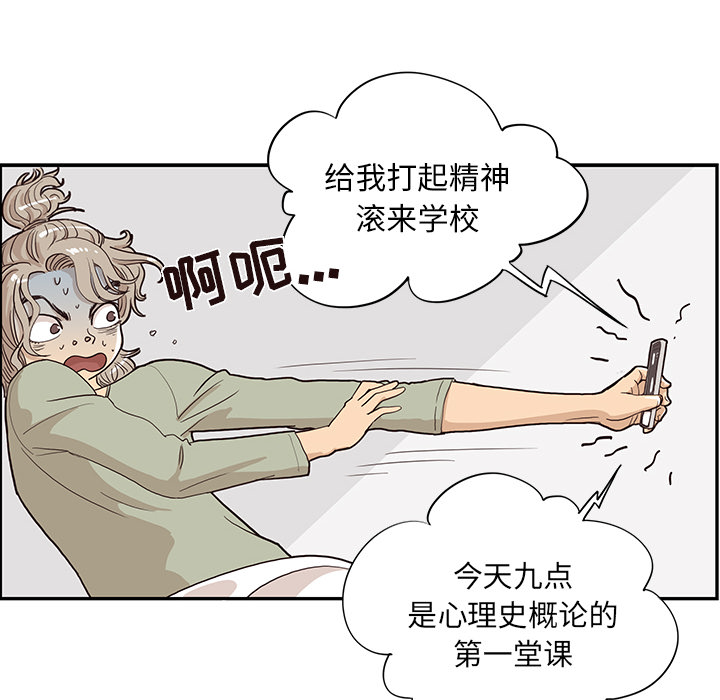 给我打起精神
滚来学校
啊呃...
今天九点
是心理史概论的
第一堂课